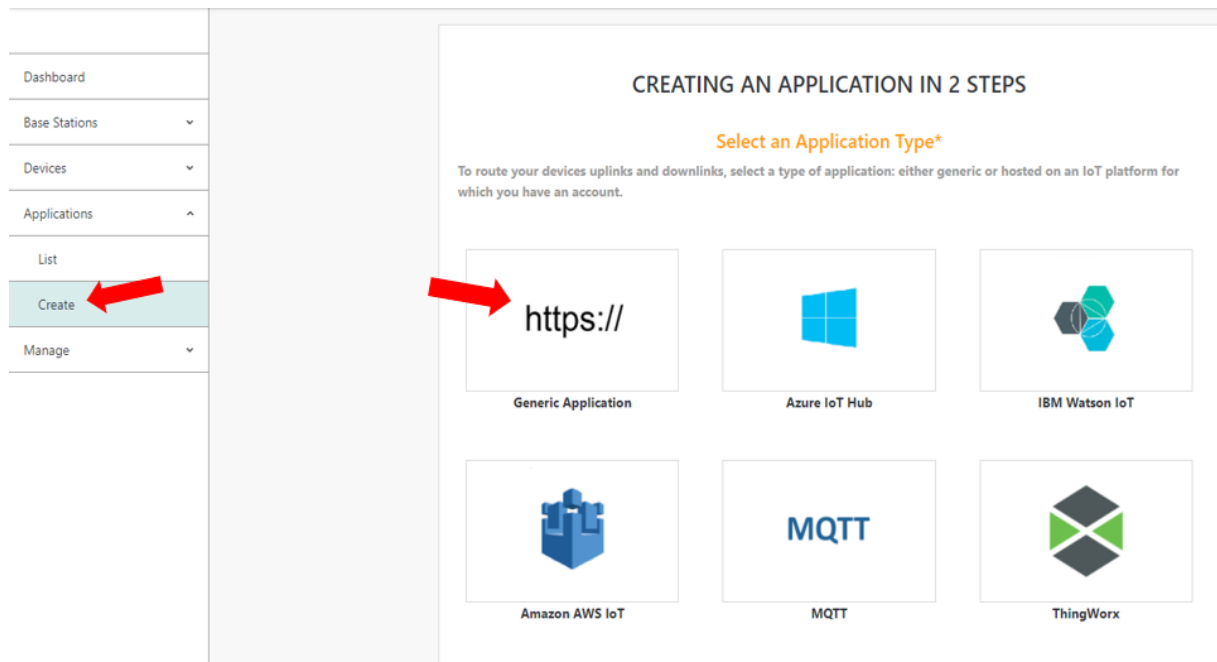 Dashboard
Base Stations
Devices
Applications
List
Create
Manage
CREATING AN APPLICATION IN 2 STEPS
Select an Application Type*
To route your devices uplinks and downlinks, select a type of application: either generic or hosted on an IoT platform for
which you have an account.
https://
Generic Application
Azure IoT Hub
IBM Watson IoT
Amazon AWS IoT
MQTT
MQTT
ThingWorx